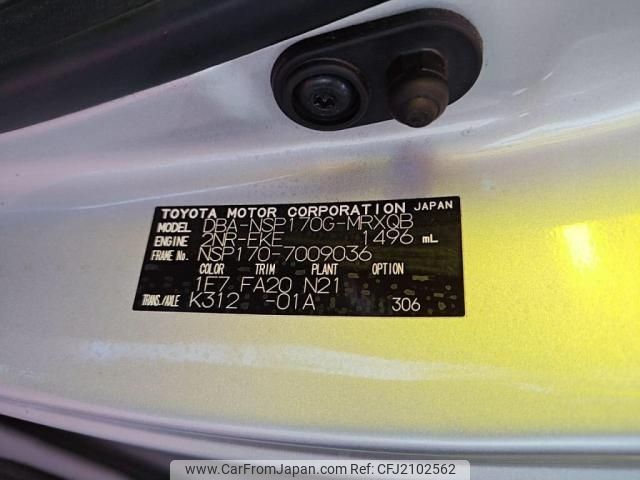 TOYOTA MOTOR CORPORATION JAPAN
MODEL DBA-NSP170G-MRXQB
ENGINE 2NR-FKE 1496 mL
FRAME No. NSP170-7009036
COLOR TRIM PLANT OPTION
1F7 FA20 N21
TRANS./AXLE K312 -01A 306
www.CarFromJapan.com | Ref No: CFJ2102562